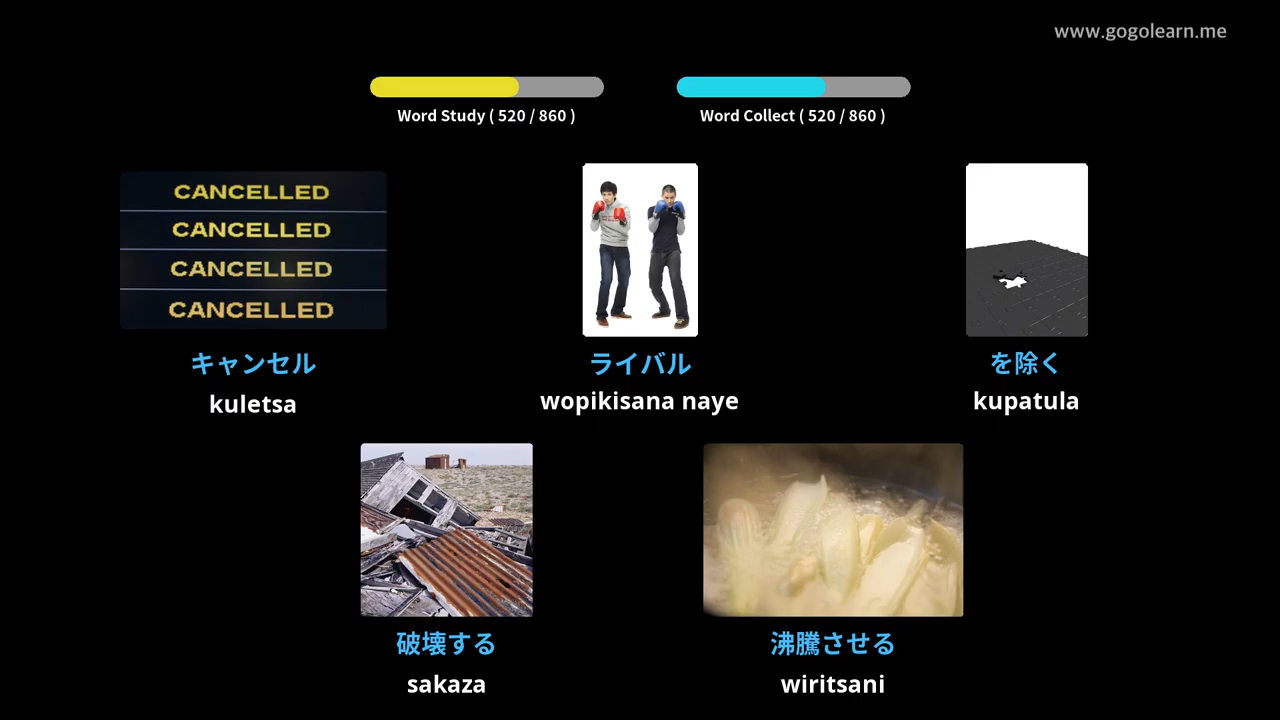 www.gogolearn.me
Word Study ( 520 / 860 )
Word Collect ( 520 / 860 )
CANCELLED
CANCELLED
CANCELLED
CANCELLED
キャンセル
kuletsa
ライバル
wopikisana naye
を除く
kupatula
破壊する
sakaza
沸騰させる
wiritsani